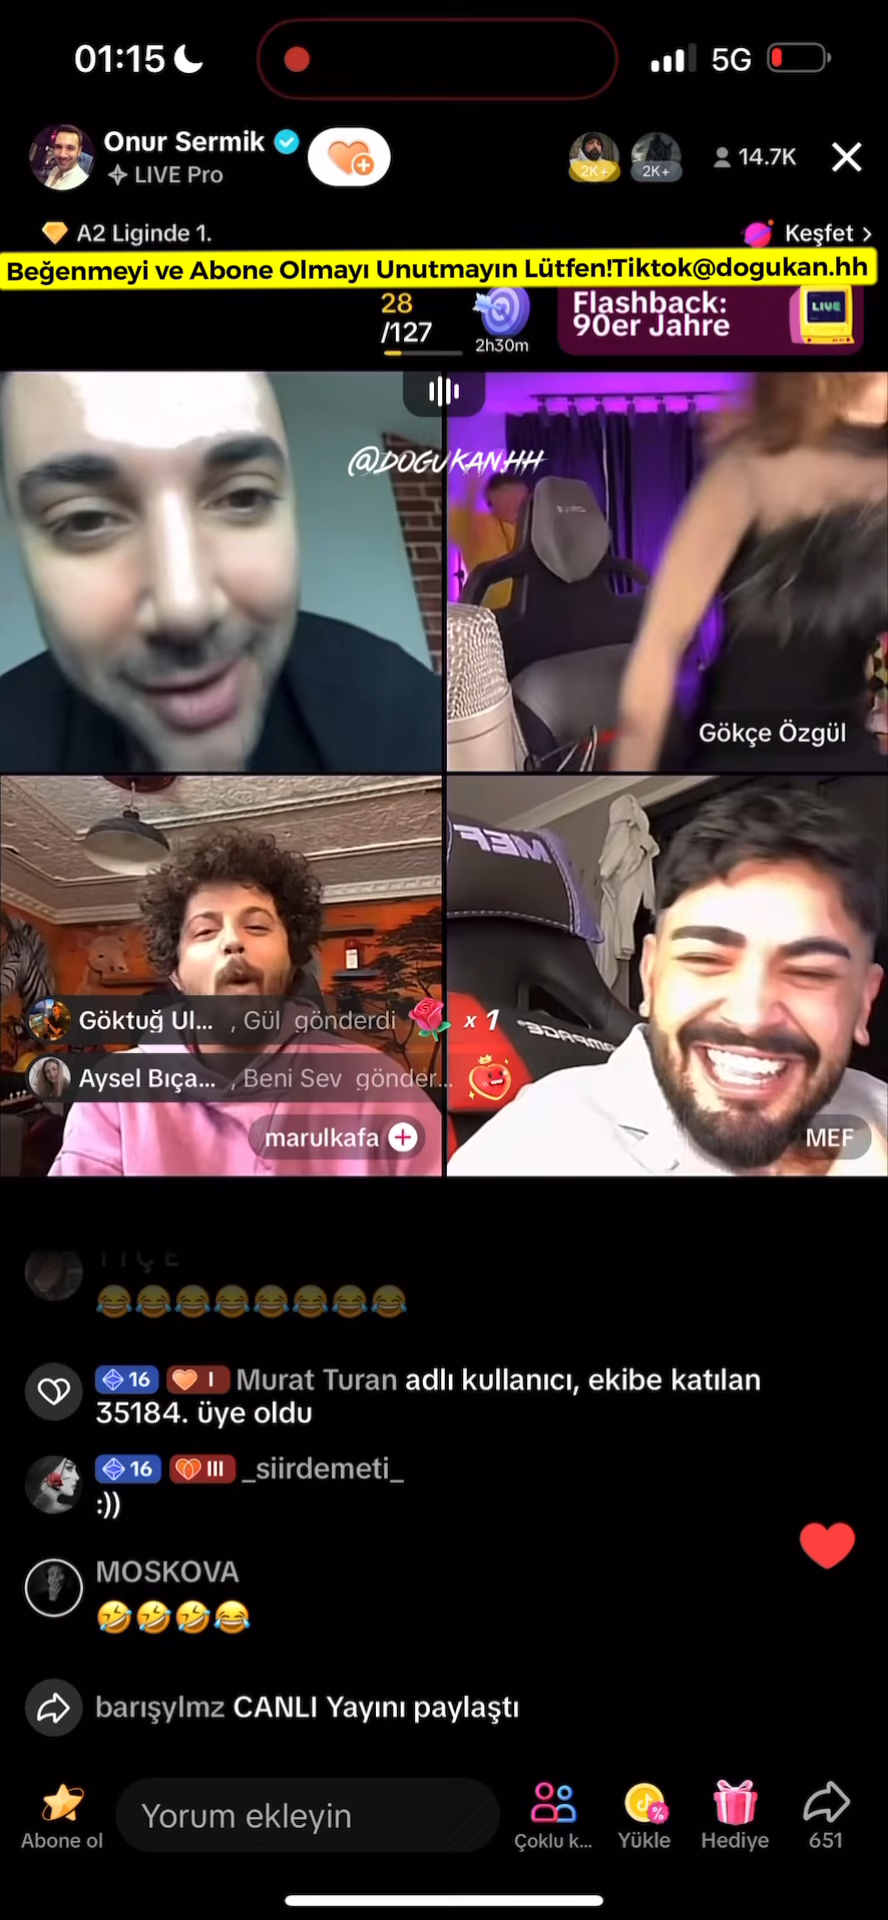 01:15
5G
Onur Sermik
LIVE Pro
2K+
2K+
14.7K
A2 Liginde 1.
Keşfet >
Beğenmeyi ve Abone Olmayı Unutmayın Lütfen!Tiktok@dogukan.hh
28
/127
2h30m
Flashback:
90er Jahre
LIVE
@DOGUKAN.HH
Gökçe Özgül
MEF
Göktuğ Ul... , Gül gönderdi x 1
Aysel Bıça... , Beni Sev gönder...
marulkafa
MEF
😂😂😂😂😂😂😂😂
16 I Murat Turan adlı kullanıcı, ekibe katılan
35184. üye oldu
16 III _siirdemeti_
:))
MOSKOVA
🤣🤣🤣😂
barışylmz CANLI Yayını paylaştı
Abone ol
Yorum ekleyin
Çoklu k...
Yükle
Hediye
651